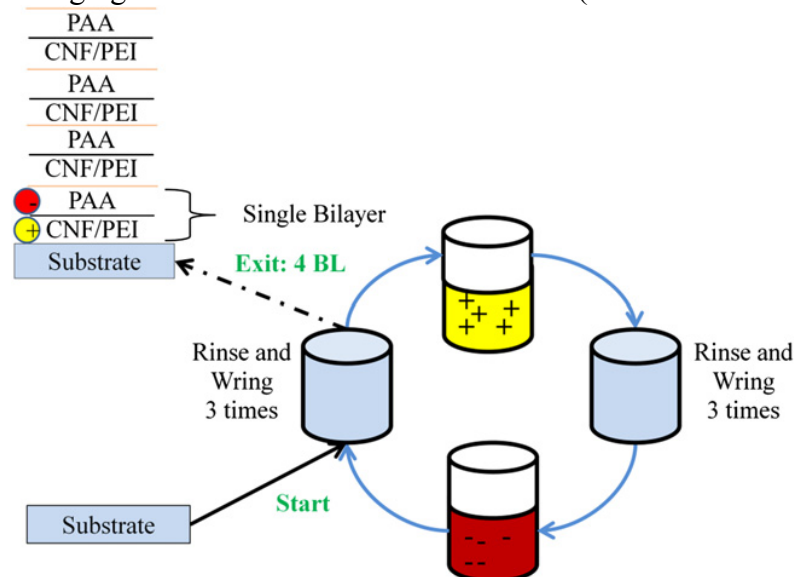 PAA
CNF/PEI
PAA
CNF/PEI
PAA
CNF/PEI
- PAA
+ CNF/PEI
Single Bilayer
Substrate
Exit: 4 BL
+ + + + +
Rinse and
Wring
3 times
Rinse and
Wring
3 times
Start
Substrate
- - - - -